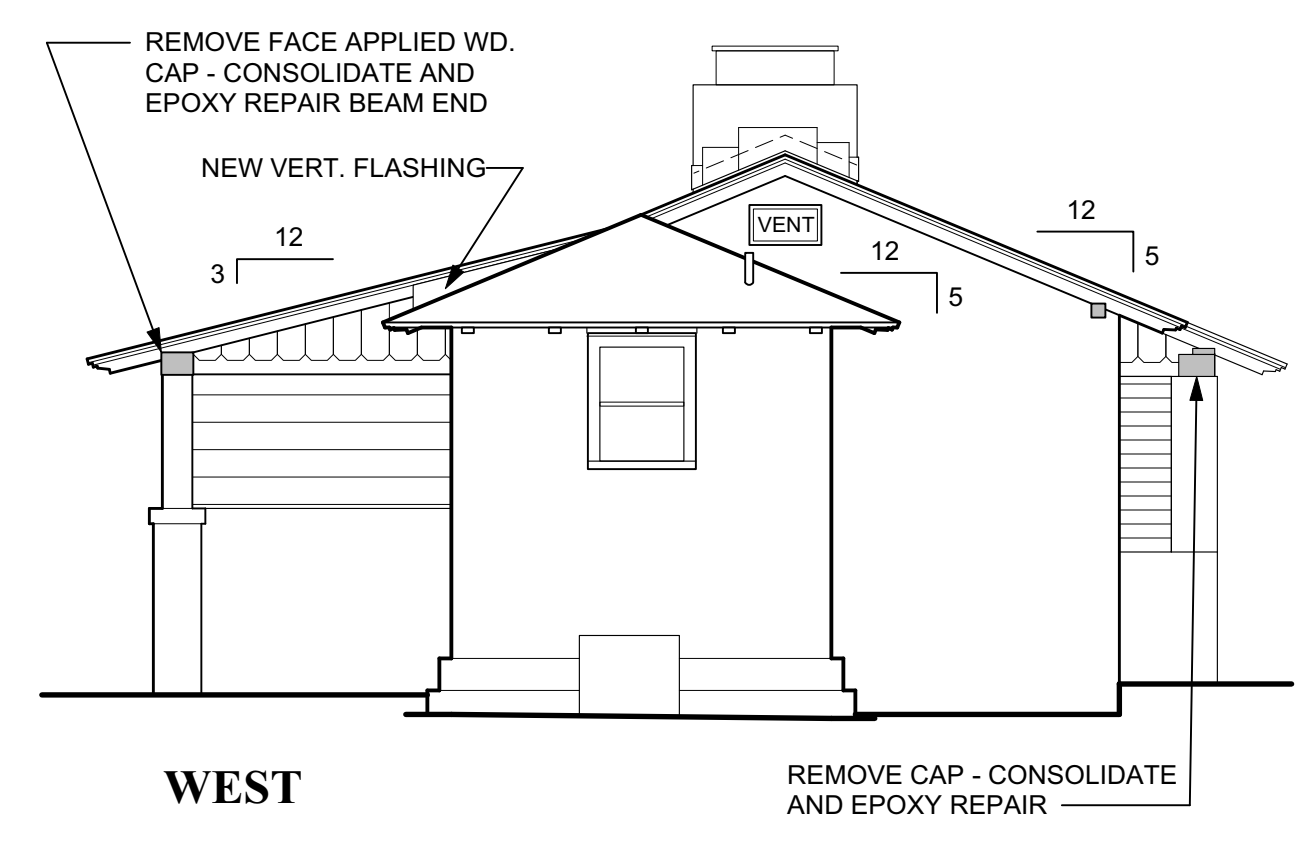 REMOVE FACE APPLIED WD.
CAP - CONSOLIDATE AND
EPOXY REPAIR BEAM END
NEW VERT. FLASHING
12
3
VENT
12
5
12
5
WEST
REMOVE CAP - CONSOLIDATE
AND EPOXY REPAIR